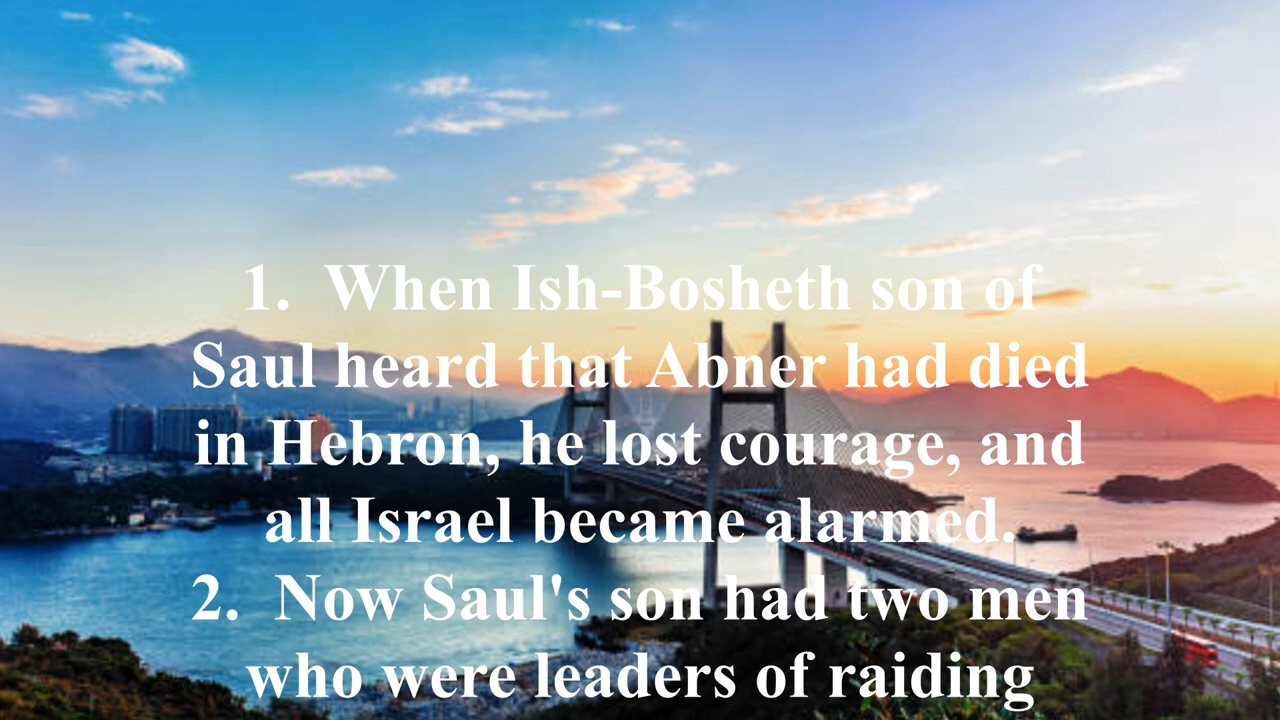 1.  When Ish-Bosheth son of
Saul heard that Abner had died
in Hebron, he lost courage, and
all Israel became alarmed.
2.  Now Saul's son had two men
who were leaders of raiding